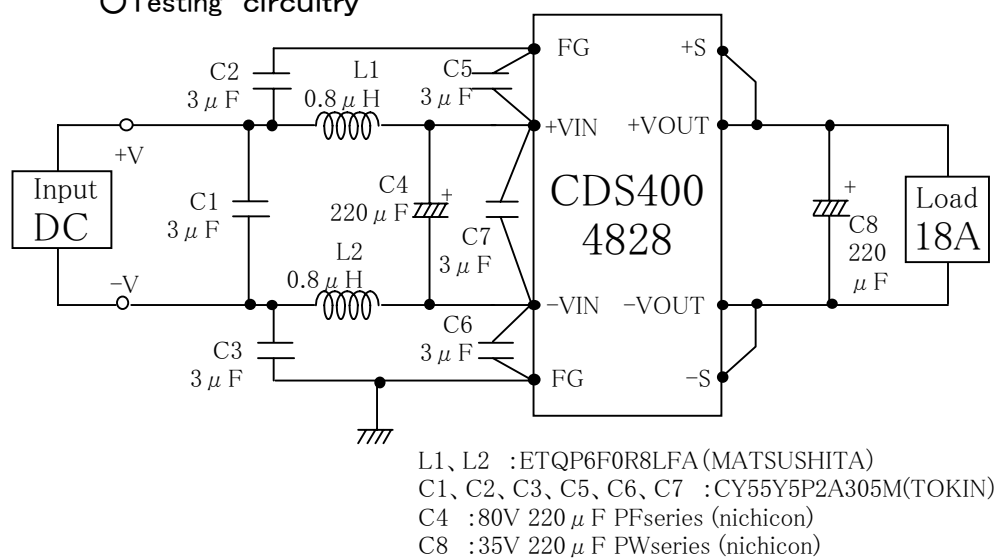 ○Testing circuitry
FG
+S
C2
3μF
L1
0.8μH
C5
3μF
+VIN
+VOUT
+V
Input
DC
C1
3μF
C4
220μF
+
C7
3μF
CDS400
4828
+
C8
220
μF
Load
18A
L2
0.8μH
-V
-VIN
-VOUT
C6
3μF
C3
3μF
FG
-S
L1、L2 :ETQP6F0R8LFA(MATSUSHITA)
C1、C2、C3、C5、C6、C7 :CY55Y5P2A305M(TOKIN)
C4 :80V 220μF PFseries (nichicon)
C8 :35V 220μF PWseries (nichicon)